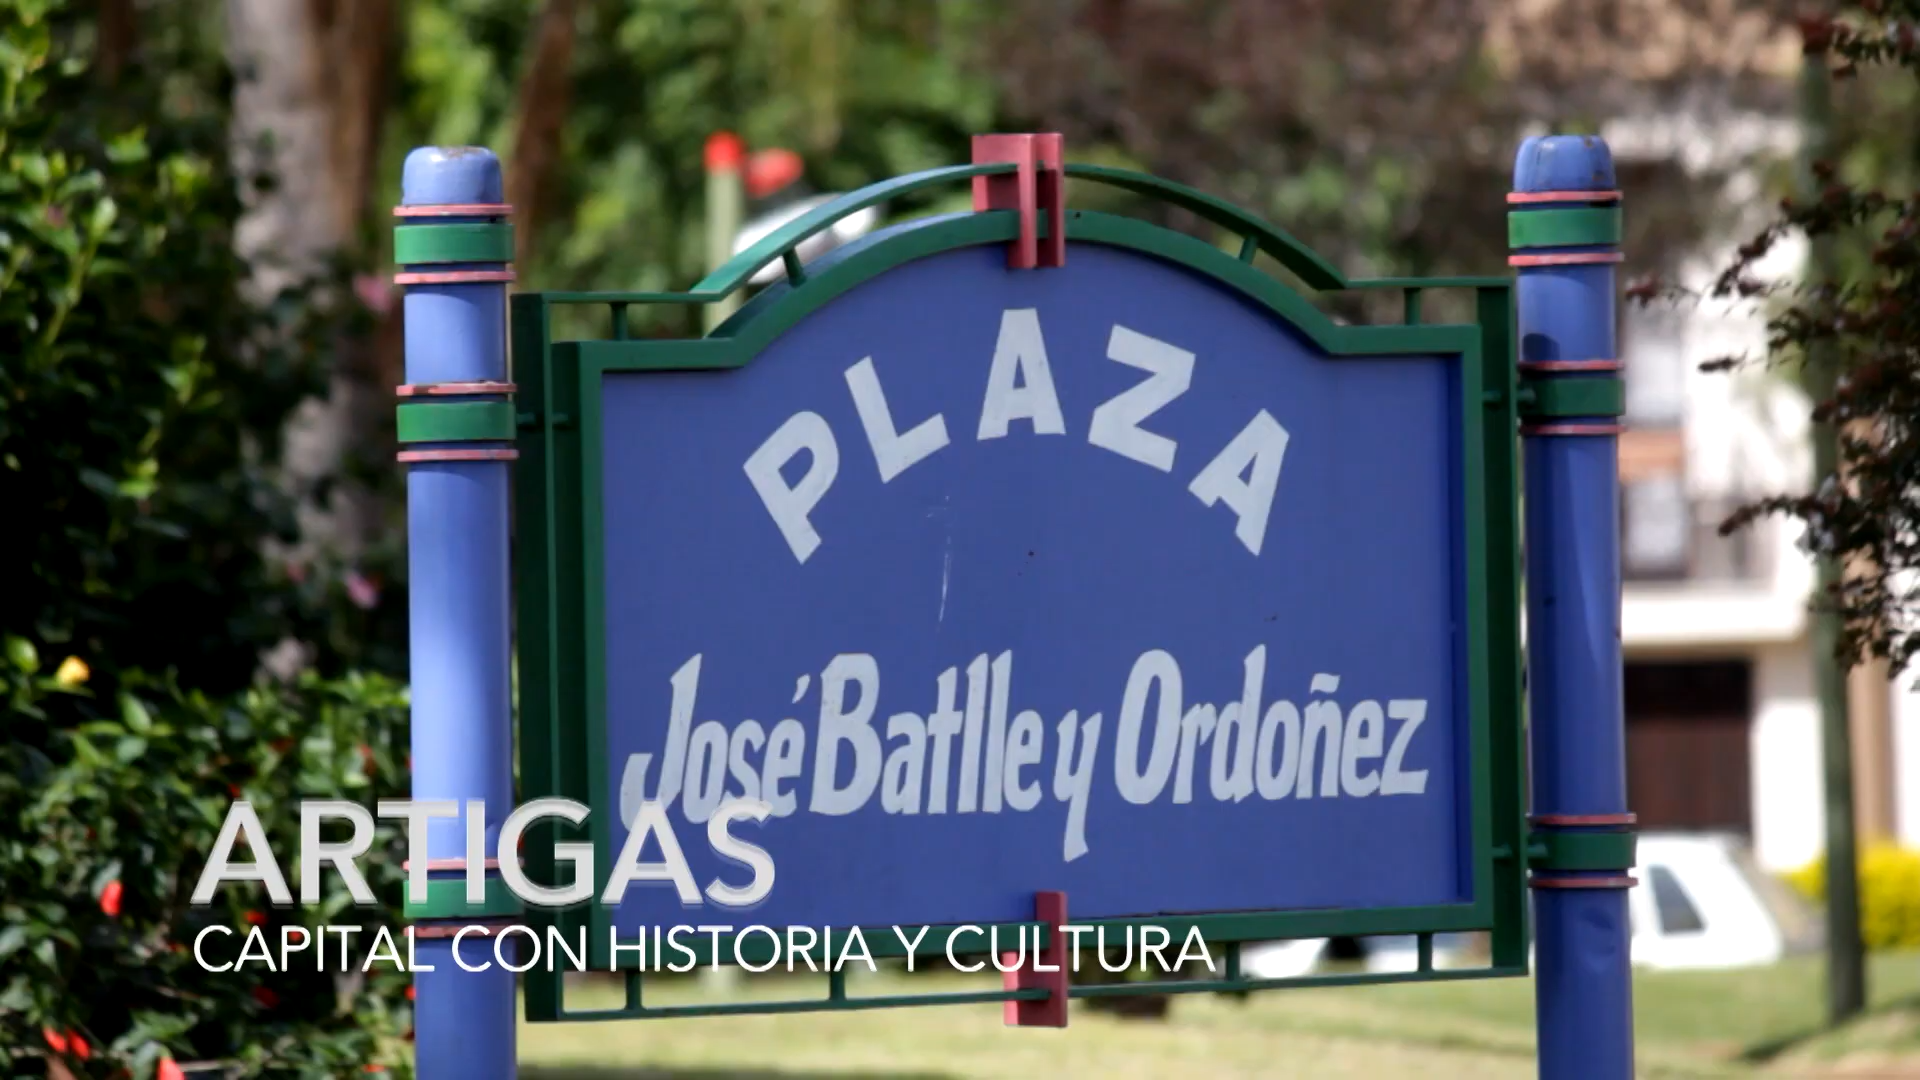 PLAZA
José Batlle y Ordoñez
ARTIGAS
CAPITAL CON HISTORIA Y CULTURA